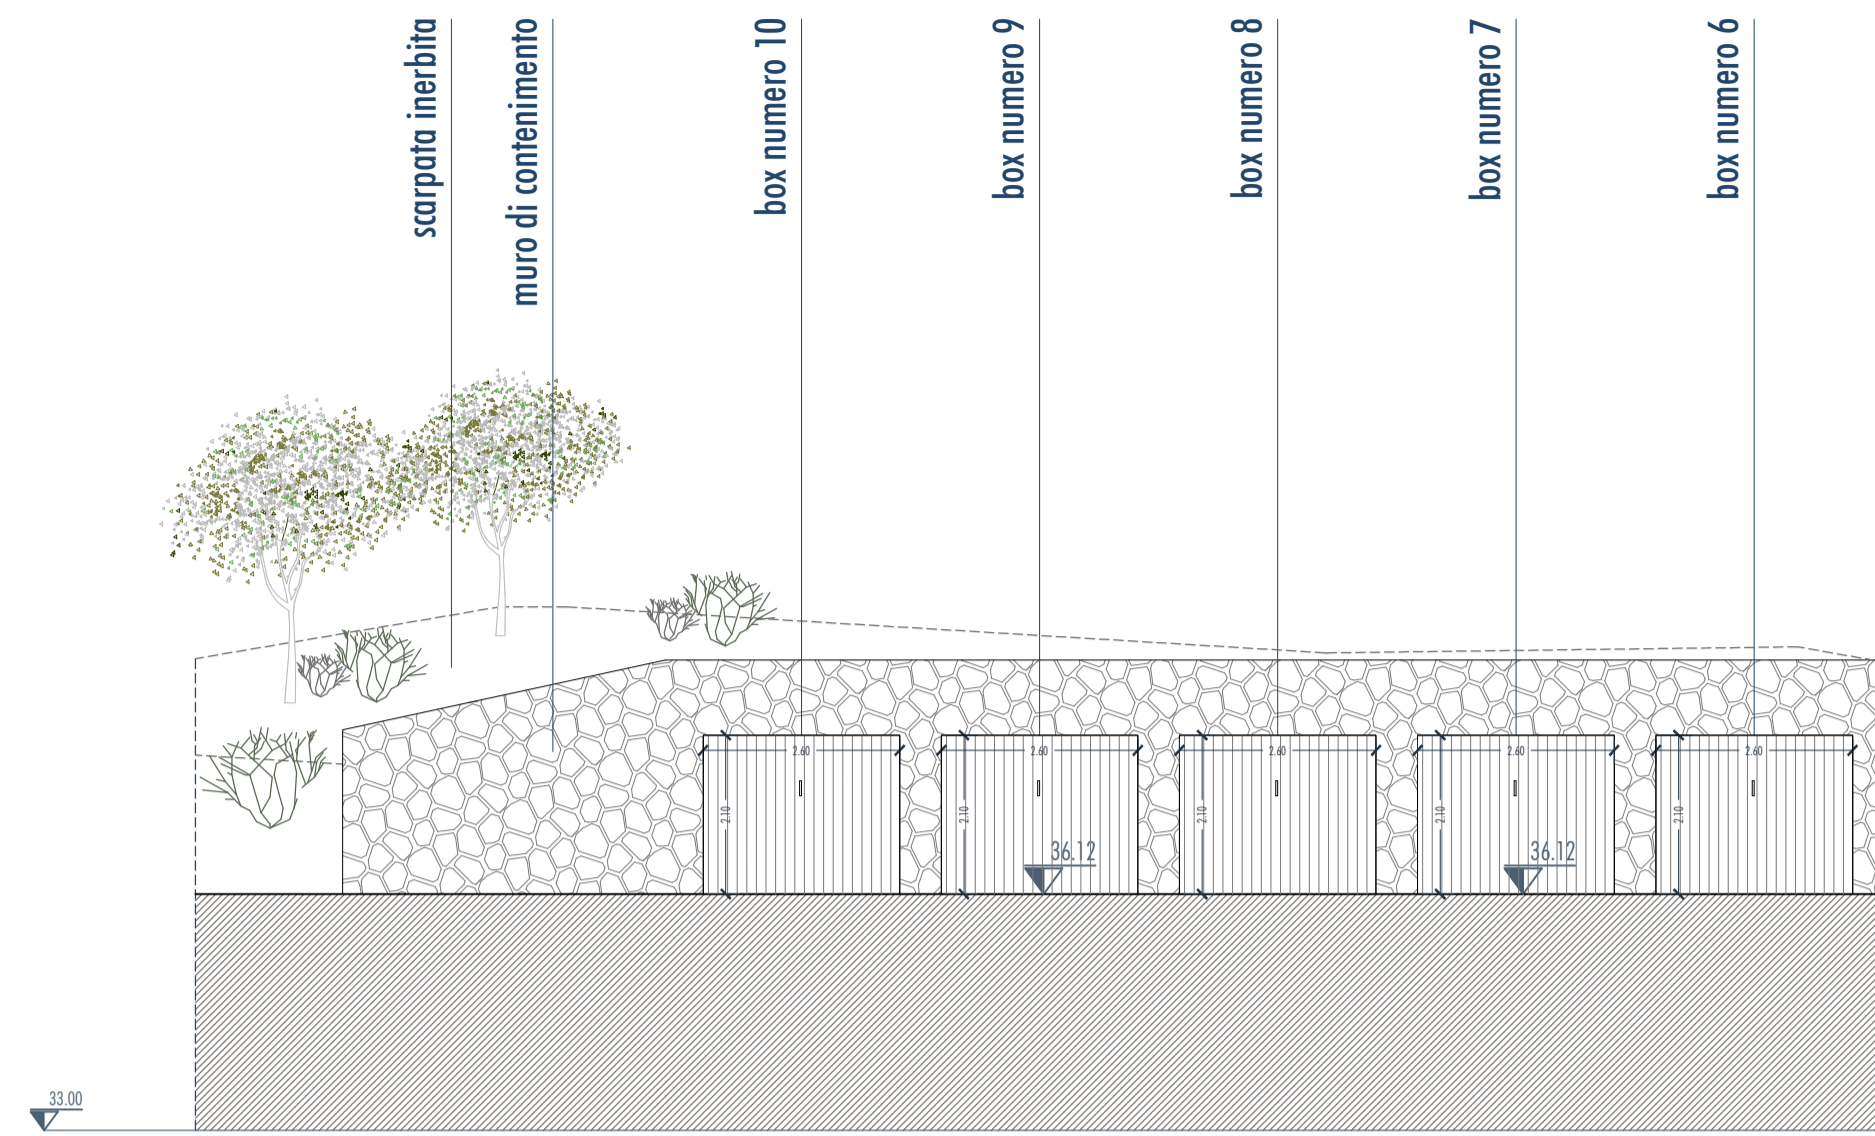 scarpata inerbita
muro di contenimento
box numero 10
box numero 9
box numero 8
box numero 7
box numero 6
2.60
2.60
2.60
2.60
2.60
2.10
2.10
2.10
2.10
2.10
36.12
36.12
33.00